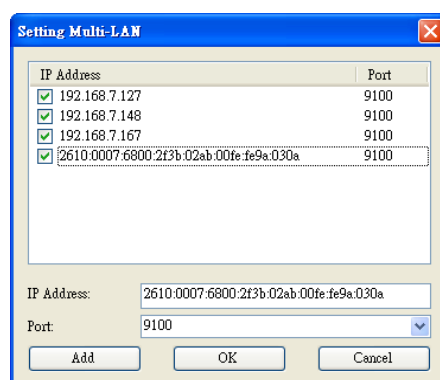 Setting Multi-LAN
IP Address Port
192.168.7.127 9100
192.168.7.148 9100
192.168.7.167 9100
2610:0007:6800:2f3b:02ab:00fe:fe9a:030a 9100
IP Address: 2610:0007:6800:2f3b:02ab:00fe:fe9a:030a
Port: 9100
Add OK Cancel